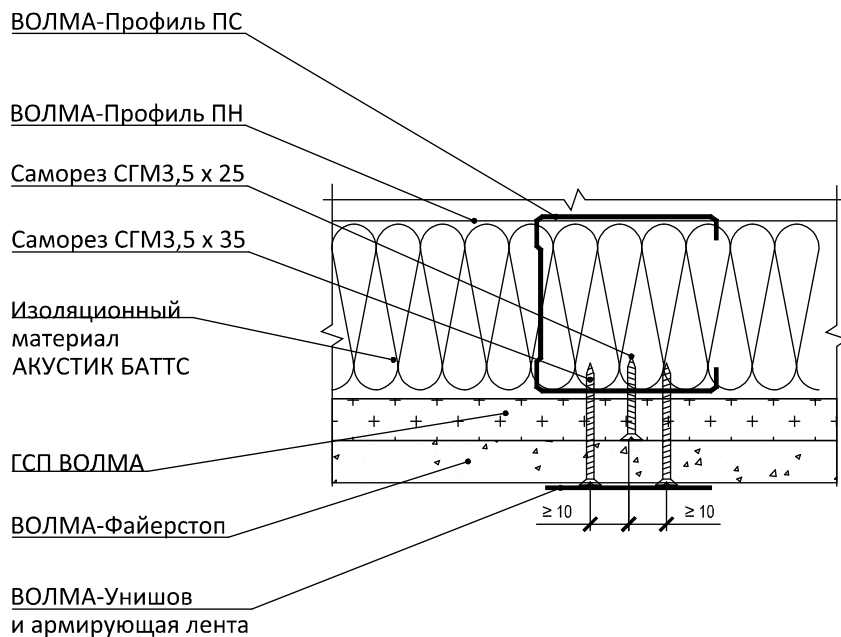 ВОЛМА-Профиль ПС
ВОЛМА-Профиль ПН
Саморез СГМ3,5 х 25
Саморез СГМ3,5 х 35
Изоляционный
материал
АКУСТИК БАТТС
ГСП ВОЛМА
ВОЛМА-Файерстоп
ВОЛМА-Унишов
и армирующая лента
≥ 10
≥ 10